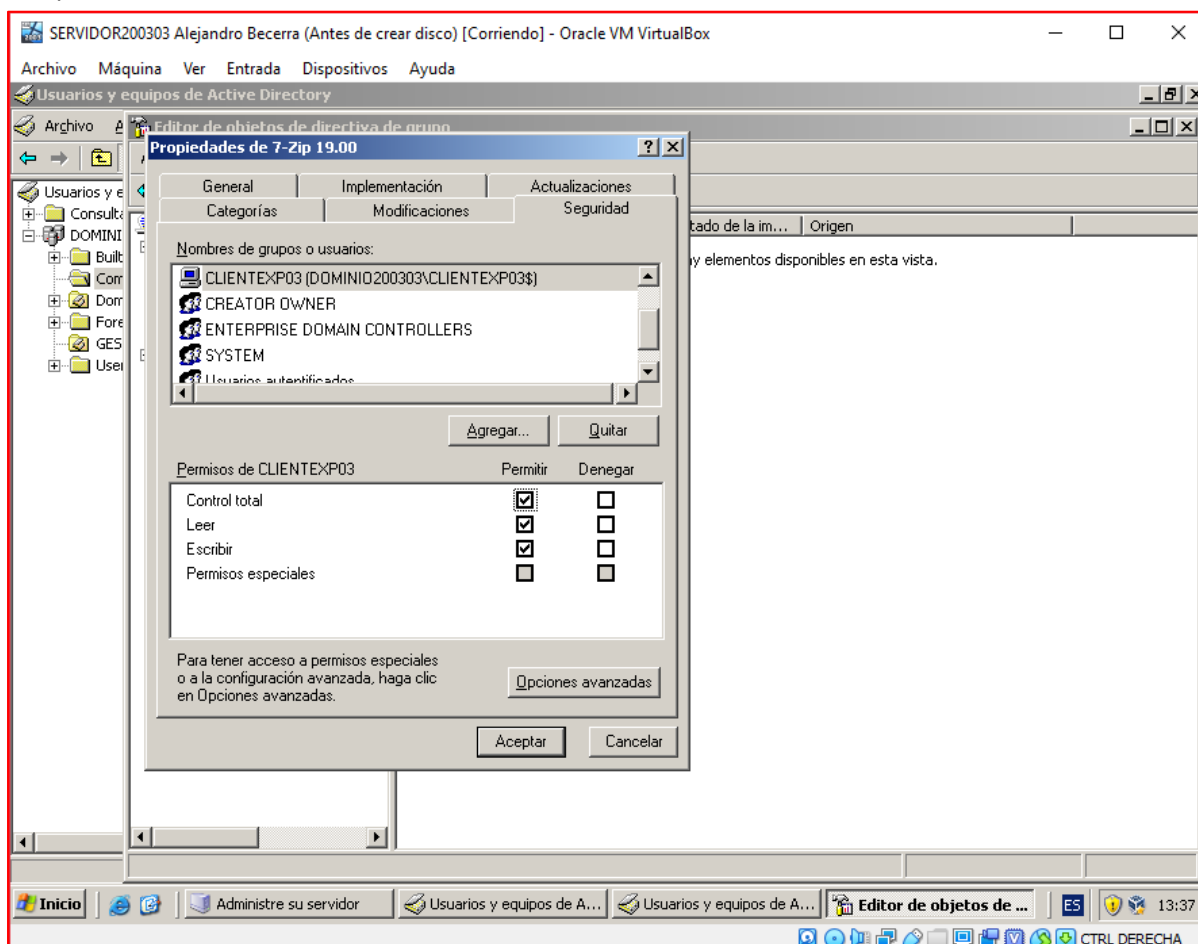 SERVIDOR200303 Alejandro Becerra (Antes de crear disco) [Corriendo] - Oracle VM VirtualBox
Archivo Máquina Ver Entrada Dispositivos Ayuda
Usuarios y equipos de Active Directory
Archivo
Editor de objetos de directiva de grupo
Propiedades de 7-Zip 19.00
General Implementación Actualizaciones
Categorías Modificaciones Seguridad
Usuarios y e
Consulta
DOMINI
Built
Com
Dom
Fore
GES
User
tado de la im... Origen
y elementos disponibles en esta vista.
Nombres de grupos o usuarios:
CLIENTEXP03 (DOMINIO200303\CLIENTEXP03$)
CREATOR OWNER
ENTERPRISE DOMAIN CONTROLLERS
SYSTEM
Usuarios autentificados
Agregar... Quitar
Permisos de CLIENTEXP03 Permitir Denegar
Control total
Leer
Escribir
Permisos especiales
Para tener acceso a permisos especiales
o a la configuración avanzada, haga clic
en Opciones avanzadas.
Opciones avanzadas
Aceptar Cancelar
Inicio Administre su servidor Usuarios y equipos de A... Usuarios y equipos de A... Editor de objetos de ... ES 13:37
CTRL DERECHA